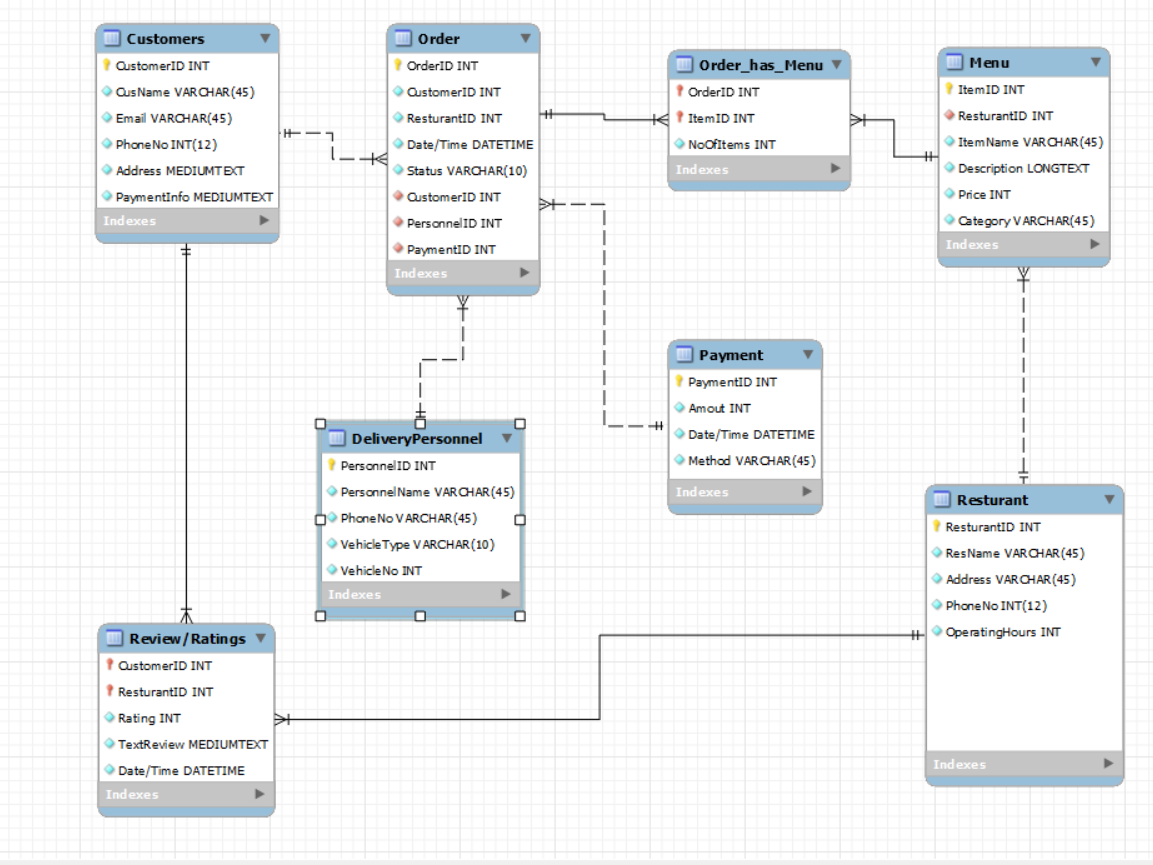 Customers
CustomerID INT
CusName VARCHAR(45)
Email VARCHAR(45)
PhoneNo INT(12)
Address MEDIUMTEXT
PaymentInfo MEDIUMTEXT
Indexes
Order
OrderID INT
CustomerID INT
ResturantID INT
Date/Time DATETIME
Status VARCHAR(10)
CustomerID INT
PersonnelID INT
PaymentID INT
Indexes
Order_has_Menu
OrderID INT
ItemID INT
NoOfItems INT
Indexes
Menu
ItemID INT
ResturantID INT
ItemName VARCHAR(45)
Description LONGTEXT
Price INT
Category VARCHAR(45)
Indexes
Payment
PaymentID INT
Amout INT
Date/Time DATETIME
Method VARCHAR(45)
Indexes
DeliveryPersonnel
PersonnelID INT
PersonnelName VARCHAR(45)
PhoneNo VARCHAR(45)
VehicleType VARCHAR(10)
VehicleNo INT
Indexes
Resturant
ResturantID INT
ResName VARCHAR(45)
Address VARCHAR(45)
PhoneNo INT(12)
OperatingHours INT
Indexes
Review/Ratings
CustomerID INT
ResturantID INT
Rating INT
TextReview MEDIUMTEXT
Date/Time DATETIME
Indexes